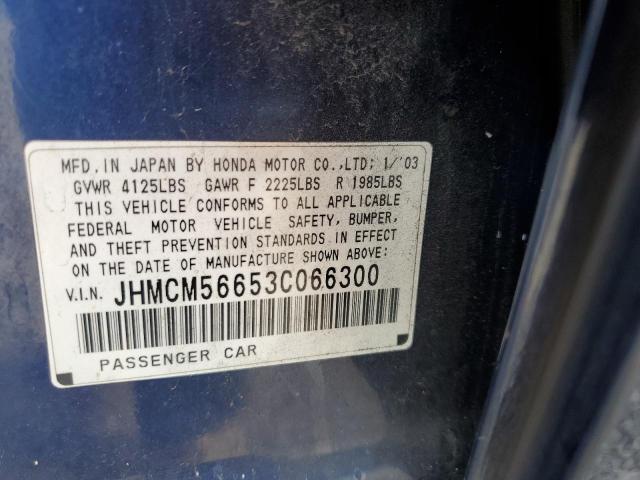 MFD. IN JAPAN BY HONDA MOTOR CO.,LTD: 1/'03
GVWR 4125LBS GAWR F 2225LBS R 1985LBS
THIS VEHICLE CONFORMS TO ALL APPLICABLE
FEDERAL MOTOR VEHICLE SAFETY, BUMPER,
AND THEFT PREVENTION STANDARDS IN EFFECT
ON THE DATE OF MANUFACTURE SHOWN ABOVE:
V.I.N. JHMCM56653C066300
PASSENGER CAR